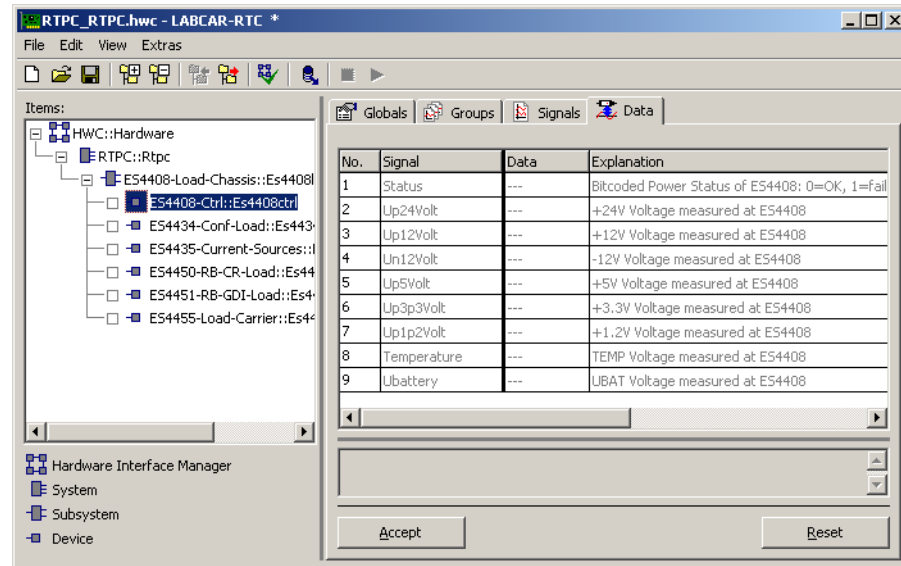 RTPC_RTPC.hwc - LABCAR-RTC *
File Edit View Extras
Items:
HWC::Hardware
RTPC::Rtpc
ES4408-Load-Chassis::Es4408l
ES4408-Ctrl::Es4408ctrl
ES4434-Conf-Load::Es443
ES4435-Current-Sources::
ES4450-RB-CR-Load::Es44
ES4451-RB-GDI-Load::Es4
ES4455-Load-Carrier::Es44
Hardware Interface Manager
System
Subsystem
Device
Globals Groups Signals Data
No. Signal Data Explanation
1 Status --- Bitcoded Power Status of ES4408: 0=OK, 1=fail
2 Up24Volt --- +24V Voltage measured at ES4408
3 Up12Volt --- +12V Voltage measured at ES4408
4 Un12Volt --- -12V Voltage measured at ES4408
5 Up5Volt --- +5V Voltage measured at ES4408
6 Up3p3Volt --- +3.3V Voltage measured at ES4408
7 Up1p2Volt --- +1.2V Voltage measured at ES4408
8 Temperature --- TEMP Voltage measured at ES4408
9 Ubattery --- UBAT Voltage measured at ES4408
Accept Reset